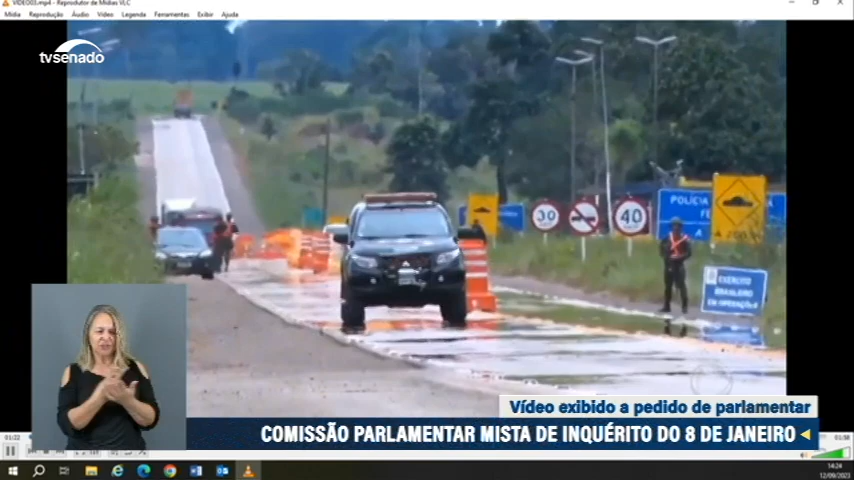 VIDEO03.mp4 - Reprodutor de Mídias VLC
Mídia Reprodução Áudio Vídeo Legenda Ferramentas Exibir Ajuda
tvsenado
30
40
POLÍCIA
FE
A
EXÉRCITO
BRASILEIRO
EM OPERAÇÕES
Vídeo exibido a pedido de parlamentar
COMISSÃO PARLAMENTAR MISTA DE INQUÉRITO DO 8 DE JANEIRO
01:22
01:58
14:24
12/09/2023